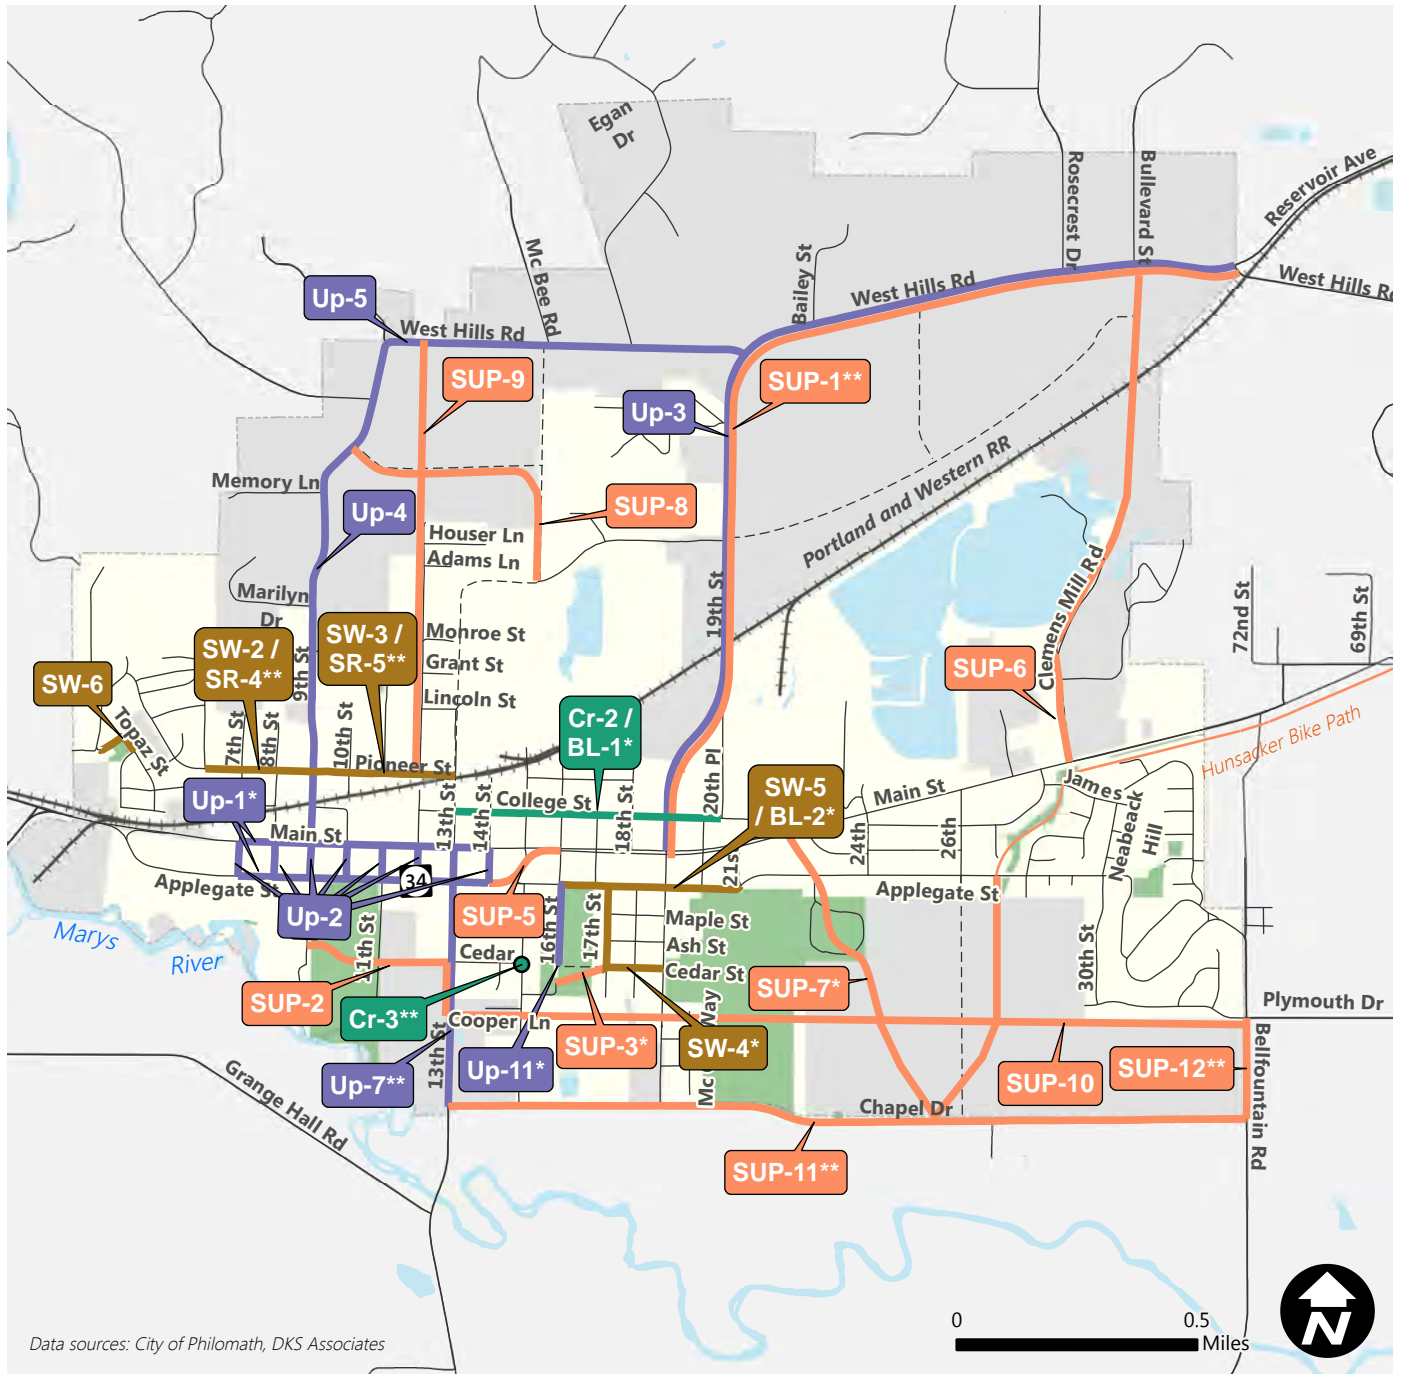 Egan
Dr
Rosecrest Dr
Bullevard St
Reservoir Ave
Mc Bee Rd
Bailey St
West Hills Rd
West Hills Rd
Up-5
West Hills Rd
SUP-9
SUP-1**
Up-3
Portland and Western RR
Memory Ln
Up-4
SUP-8
Houser Ln
Adams Ln
Clemens Mill Rd
19th St
72nd St
69th St
Marilyn
Dr
SW-2 /
SR-4**
SW-3 /
SR-5**
Monroe St
Grant St
Lincoln St
9th St
SW-6
SUP-6
Topaz St
7th St
8th St
10th St
Cr-2 /
BL-1*
Hunsacker Bike Path
Pioneer St
20th Pl
SW-5
/ BL-2*
Main St
James
Up-1*
College St
13th St
14th St
18th St
Main St
24th
26th
Neabeack
Hill
34
21st
Applegate St
Applegate St
Up-2
SUP-5
16th St
17th St
Maple St
Ash St
Cedar St
Marys
River
11th St
Cedar
30th St
SUP-2
Cr-3**
SUP-7*
Plymouth Dr
Cooper Ln
SUP-3*
SW-4*
Way
Up-7**
13th St
Up-11*
SUP-10
SUP-12**
Bellfountain Rd
Grange Hall Rd
Chapel Dr
SUP-11**
0
0.5
Miles
N
Data sources: City of Philomath, DKS Associates